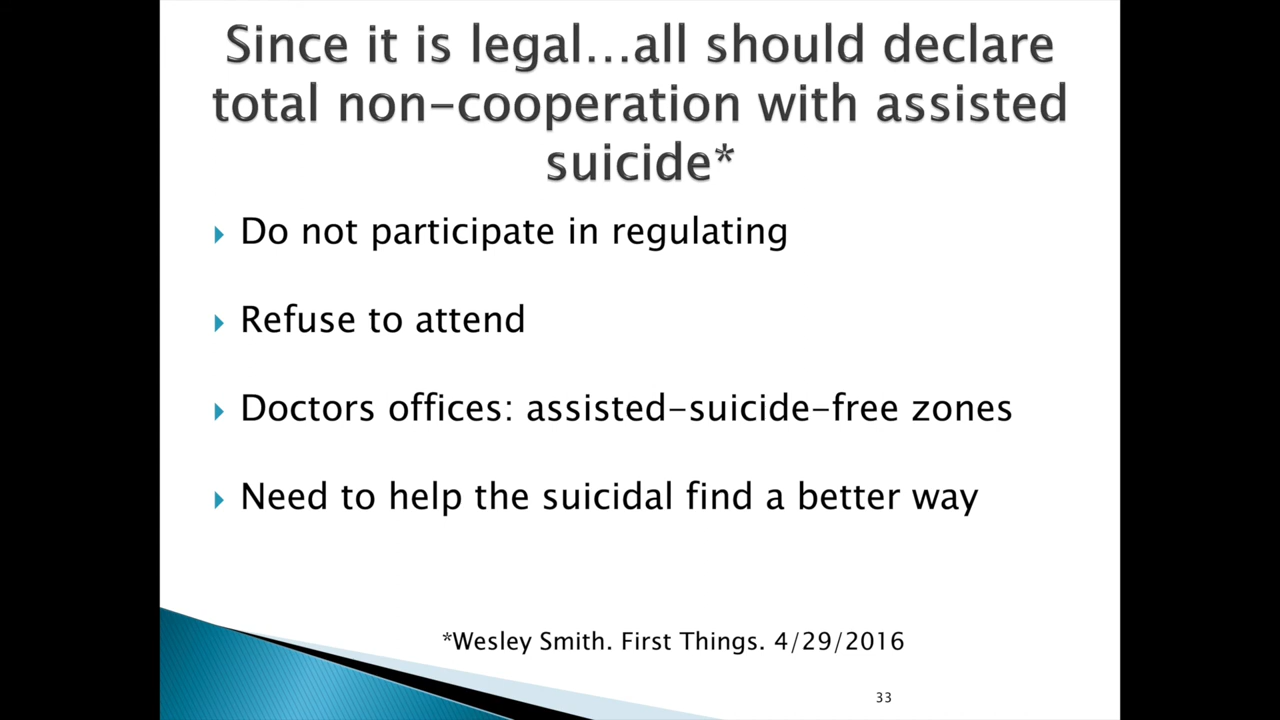 Since it is legal...all should declare
total non-cooperation with assisted
suicide*
Do not participate in regulating
Refuse to attend
Doctors offices: assisted-suicide-free zones
Need to help the suicidal find a better way
*Wesley Smith. First Things. 4/29/2016
33